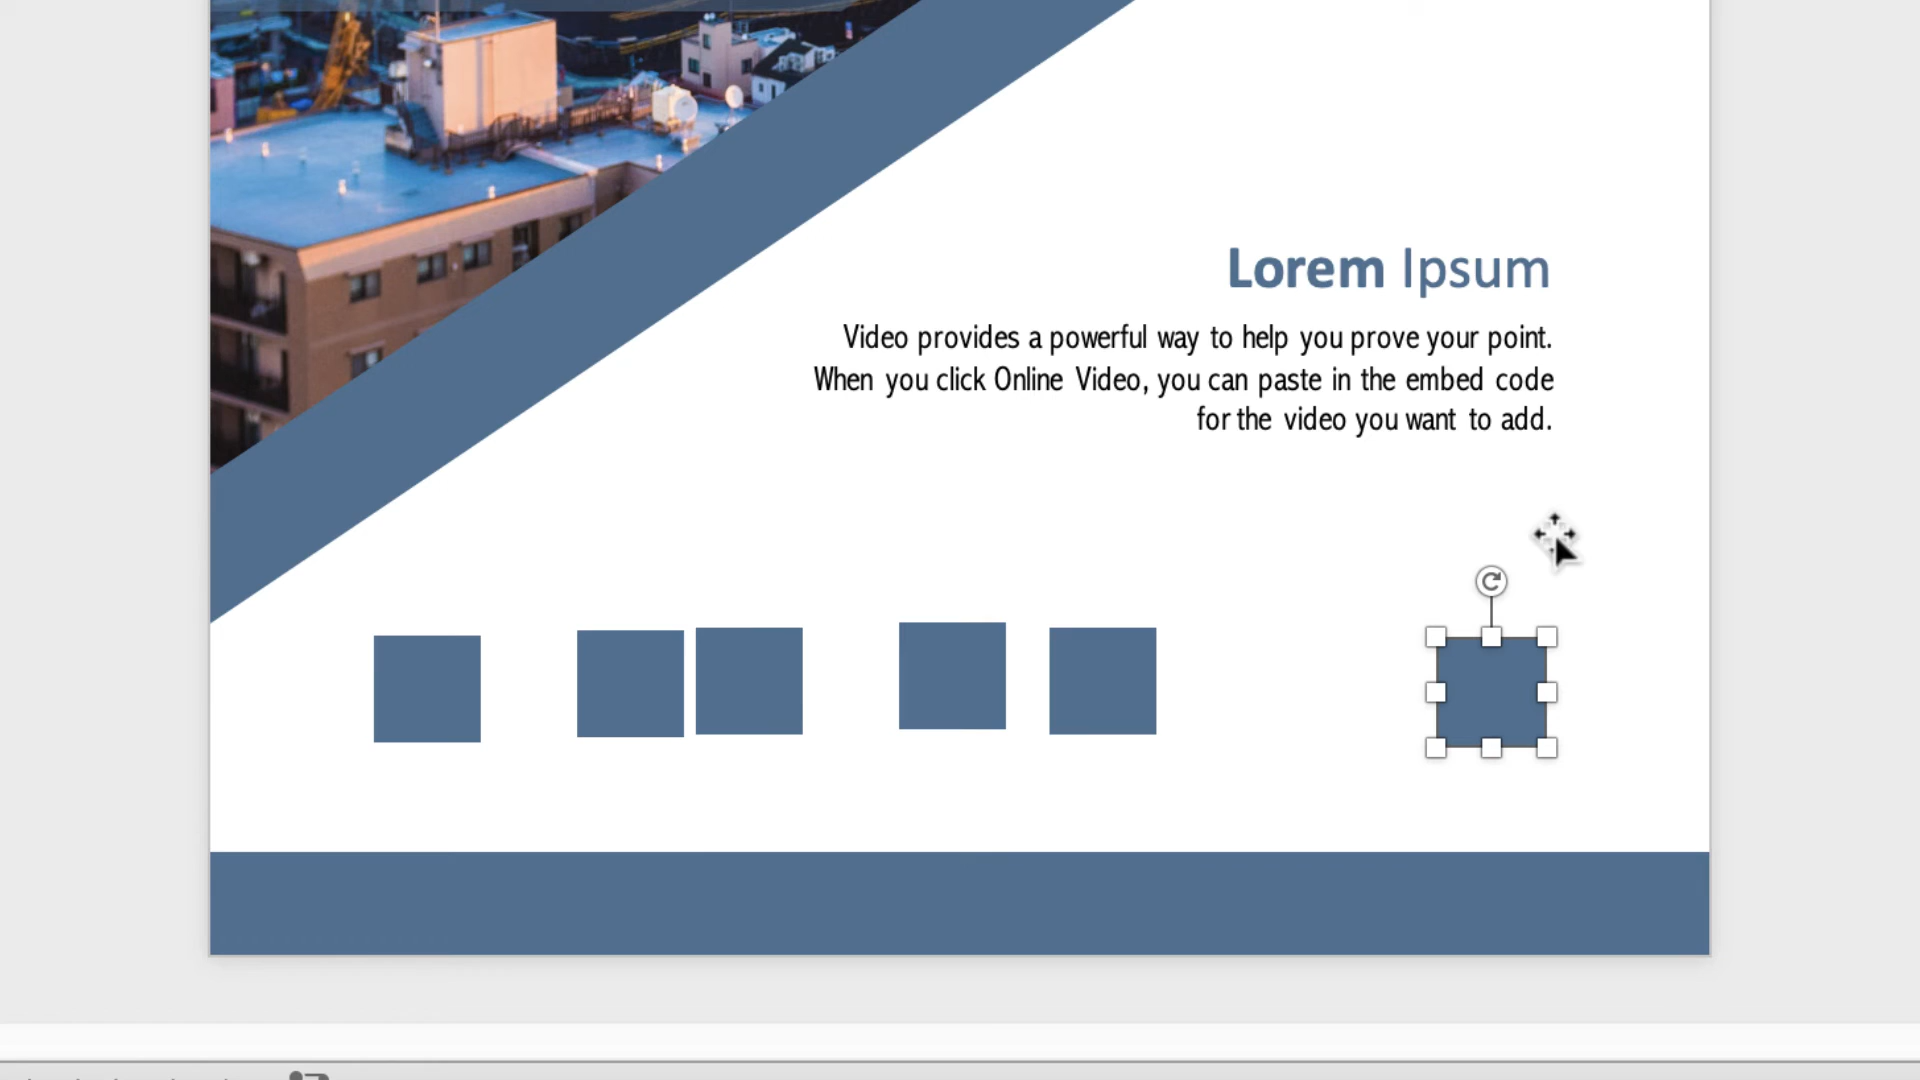 Lorem Ipsum
Video provides a powerful way to help you prove your point.
When you click Online Video, you can paste in the embed code
for the video you want to add.